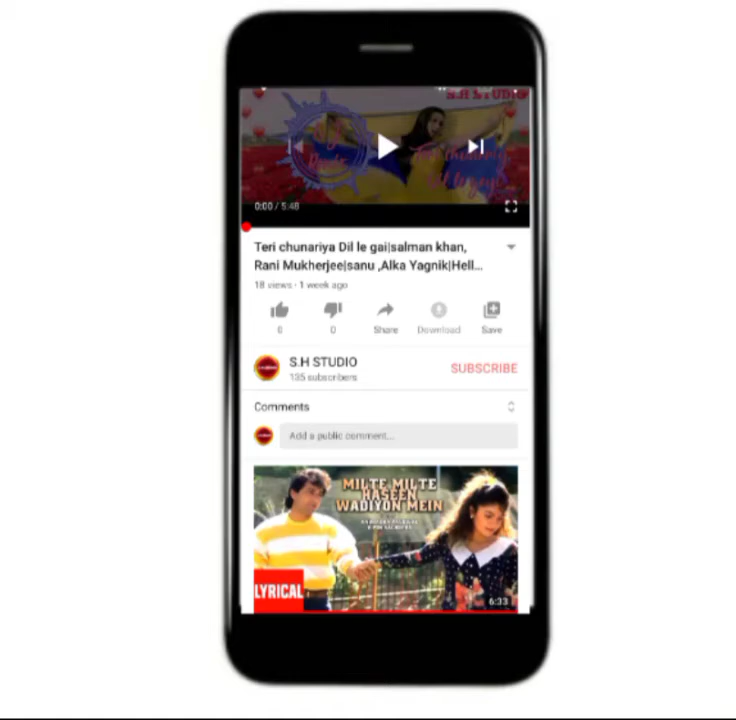 S.H STUDIO
0:00 / 5:48
Teri chunariya Dil le gai|salman khan,
Rani Mukherjee|sanu ,Alka Yagnik|Hell...
18 views · 1 week ago
0
0
Share
Download
Save
S.H STUDIO
135 subscribers
SUBSCRIBE
Comments
Add a public comment...
MILTE MILTE
HASEEN
WADIYON MEIN
LYRICAL
6:33